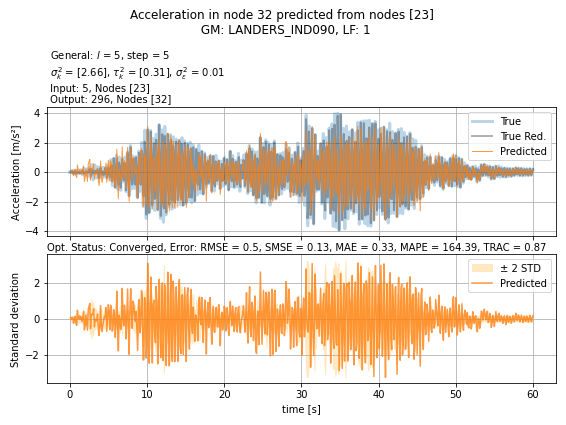 Acceleration in node 32 predicted from nodes [23]
GM: LANDERS_IND090, LF: 1
General: l = 5, step = 5
σ²ₖ = [2.66], τ²ₖ = [0.31], σ²ε = 0.01
Input: 5, Nodes [23]
Output: 296, Nodes [32]
Acceleration [m/s²]
4
2
0
−2
−4
True
True Red.
Predicted
Opt. Status: Converged, Error: RMSE = 0.5, SMSE = 0.13, MAE = 0.33, MAPE = 164.39, TRAC = 0.87
Standard deviation
2
0
−2
± 2 STD
Predicted
0 10 20 30 40 50 60
time [s]